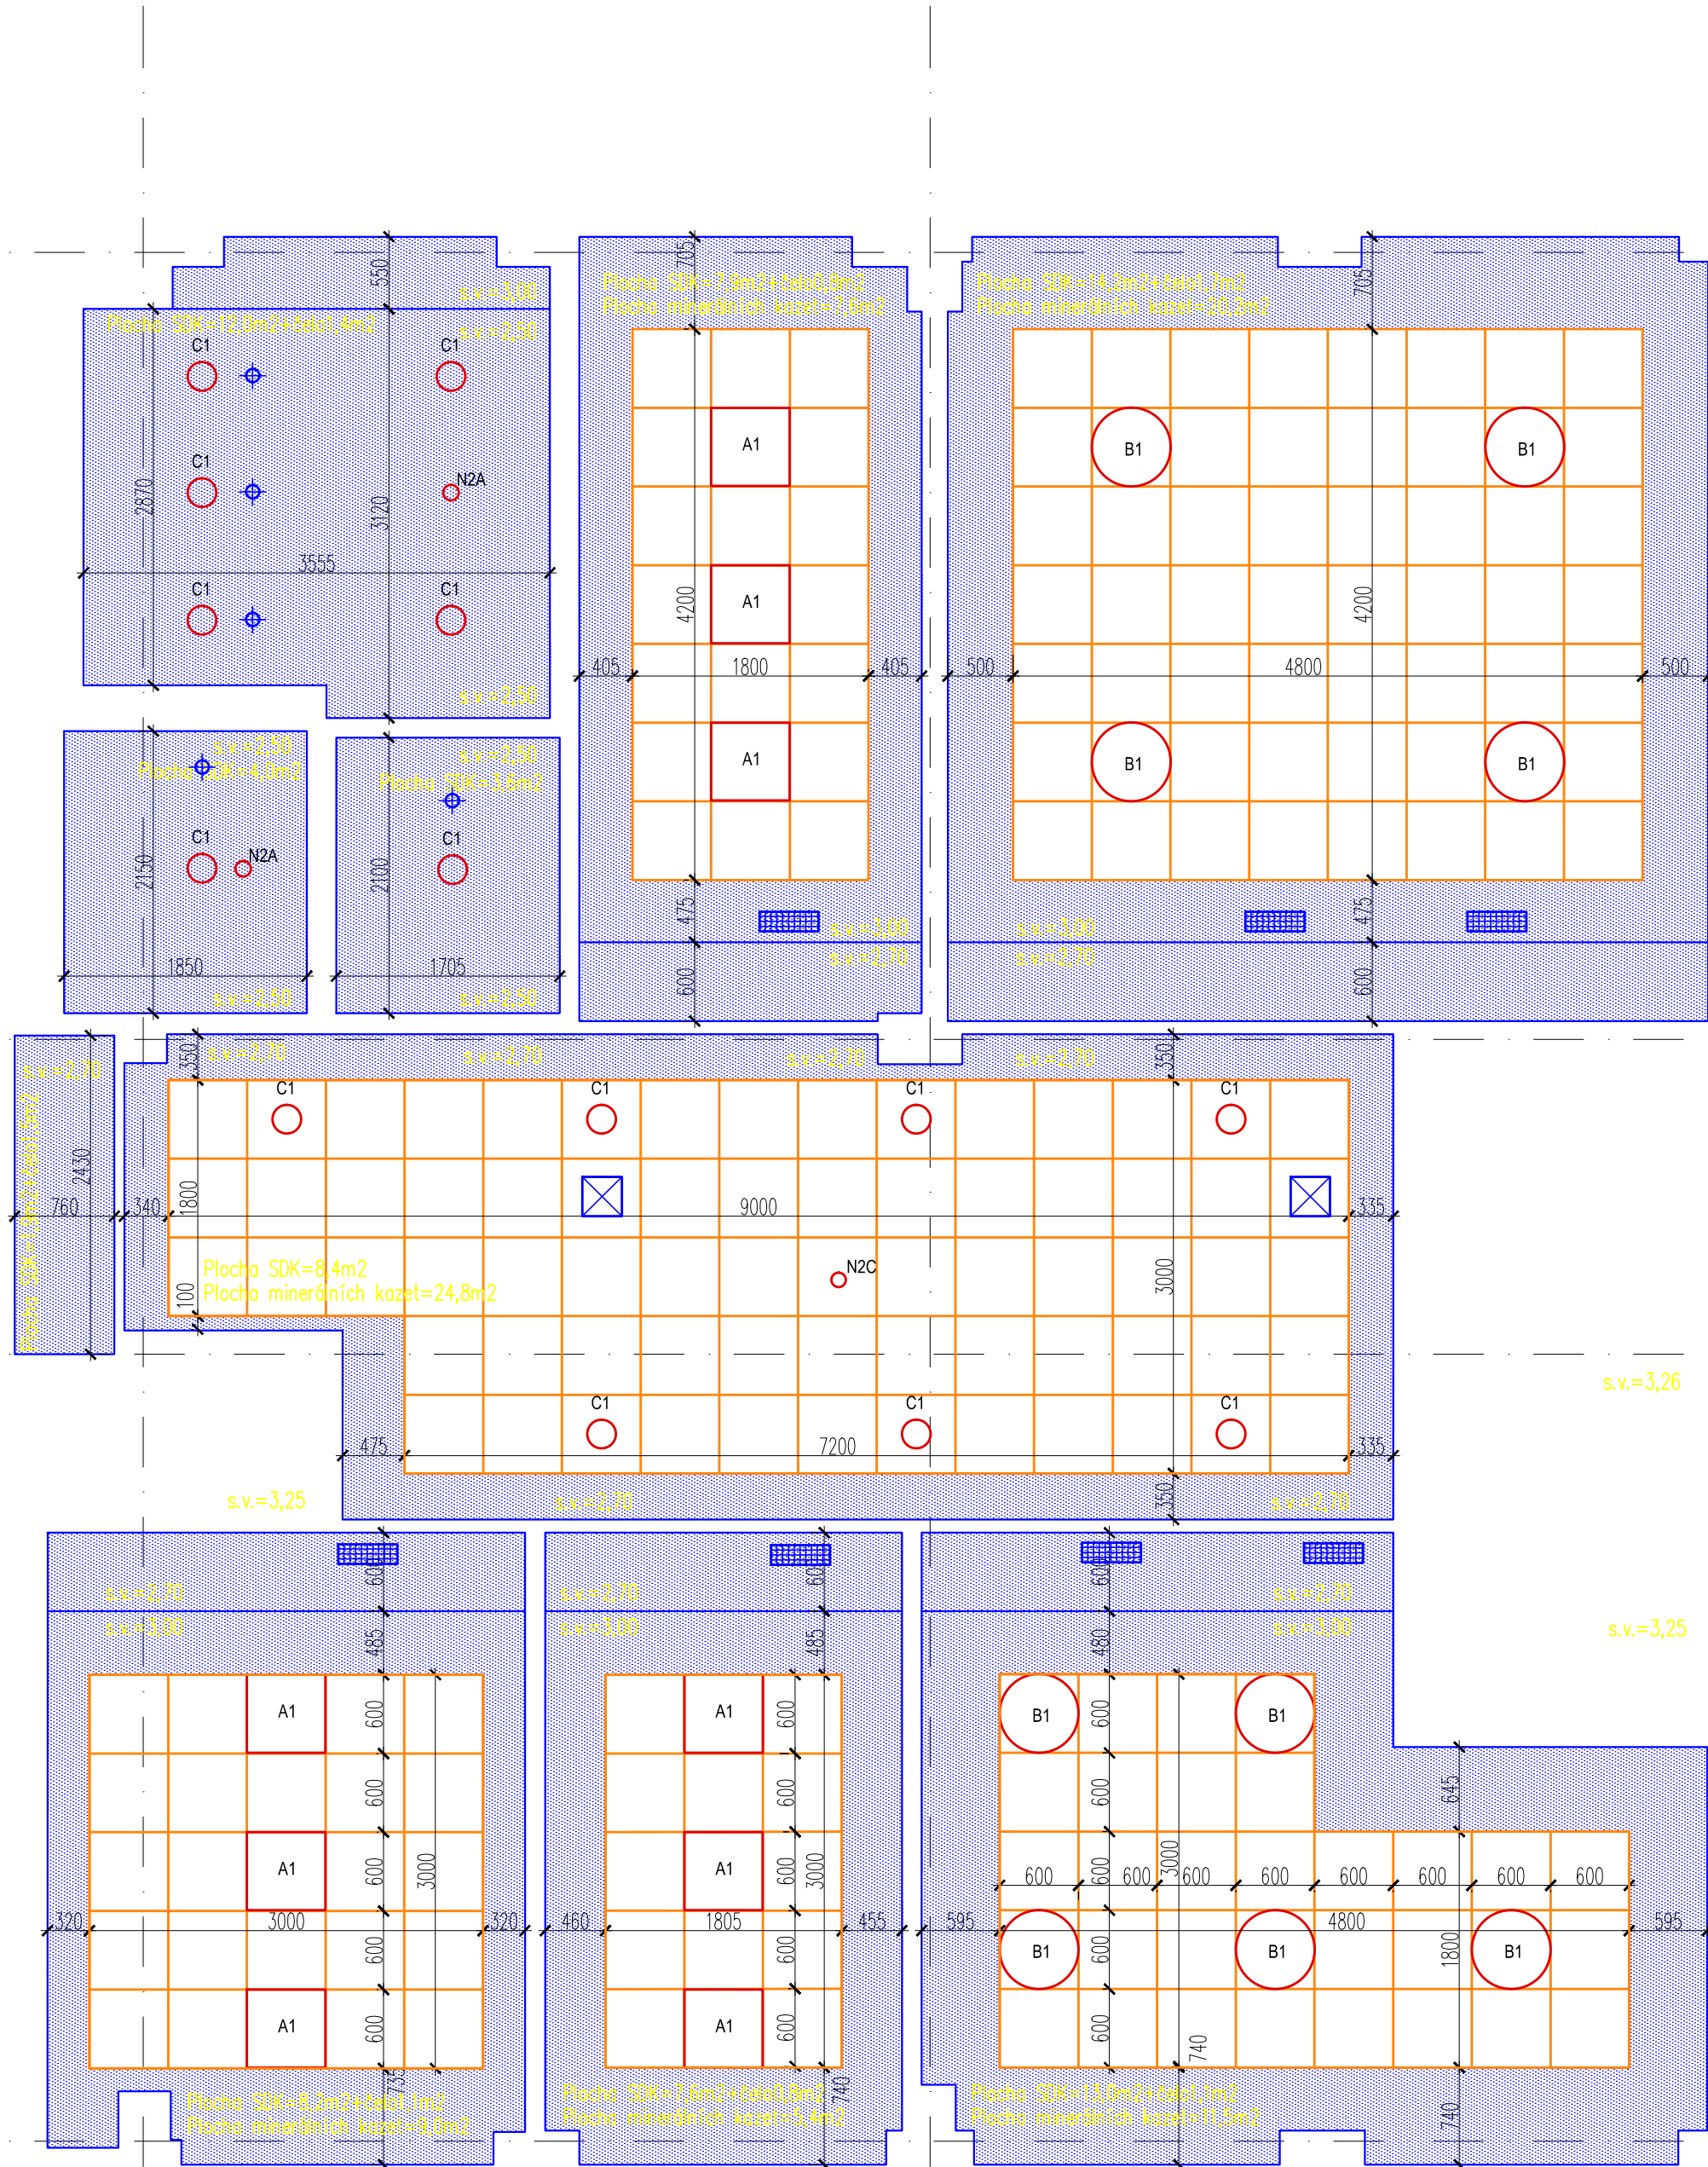 550
s.v.=3,00
Plocha SDK=12,0m2+čelo1,4m2
s.v.=2,50
C1
C1
C1
N2A
2870
3120
3555
C1
C1
s.v.=2,50
705
Plocha SDK=7,9m2+čelo0,8m2
Plocha minerálních kazet=7,6m2
A1
A1
4200
405
1800
405
A1
475
s.v.=3,00
s.v.=2,70
600
705
Plocha SDK=14,2m2+čelo1,7m2
Plocha minerálních kazet=20,2m2
B1
B1
4200
500
4800
500
B1
B1
475
s.v.=3,00
s.v.=2,70
600
s.v.=2,50
Plocha SDK=4,0m2
C1
N2A
2150
1850
s.v.=2,50
s.v.=2,50
Plocha SDK=3,6m2
C1
2100
1705
s.v.=2,50
s.v.=2,70
Plocha SDK=1,9m2+čelo1,5m2
2430
760
350
s.v.=2,70
s.v.=2,70
s.v.=2,70
s.v.=2,70
350
C1
C1
C1
C1
340
1800
9000
335
Plocha SDK=8,4m2
Plocha minerálních kazet=24,8m2
100
N2C
3000
C1
C1
C1
475
7200
335
s.v.=3,25
s.v.=2,70
350
s.v.=2,70
s.v.=3,26
s.v.=3,25
600
s.v.=2,70
s.v.=3,00
485
A1
600
600
A1
600
3000
320
3000
320
600
A1
600
735
Plocha SDK=8,2m2+čelo1,1m2
Plocha minerálních kazet=9,0m2
600
s.v.=2,70
s.v.=3,00
485
A1
600
600
A1
600
3000
460
1805
455
600
A1
600
740
Plocha SDK=7,6m2+čelo0,8m2
Plocha minerálních kazet=5,4m2
600
s.v.=2,70
s.v.=3,00
480
B1
B1
600
600
645
600
3000
600
600
600
600
600
600
600
600
595
4800
595
B1
B1
B1
600
1800
600
740
Plocha SDK=13,0m2+čelo1,1m2
Plocha minerálních kazet=11,5m2
740